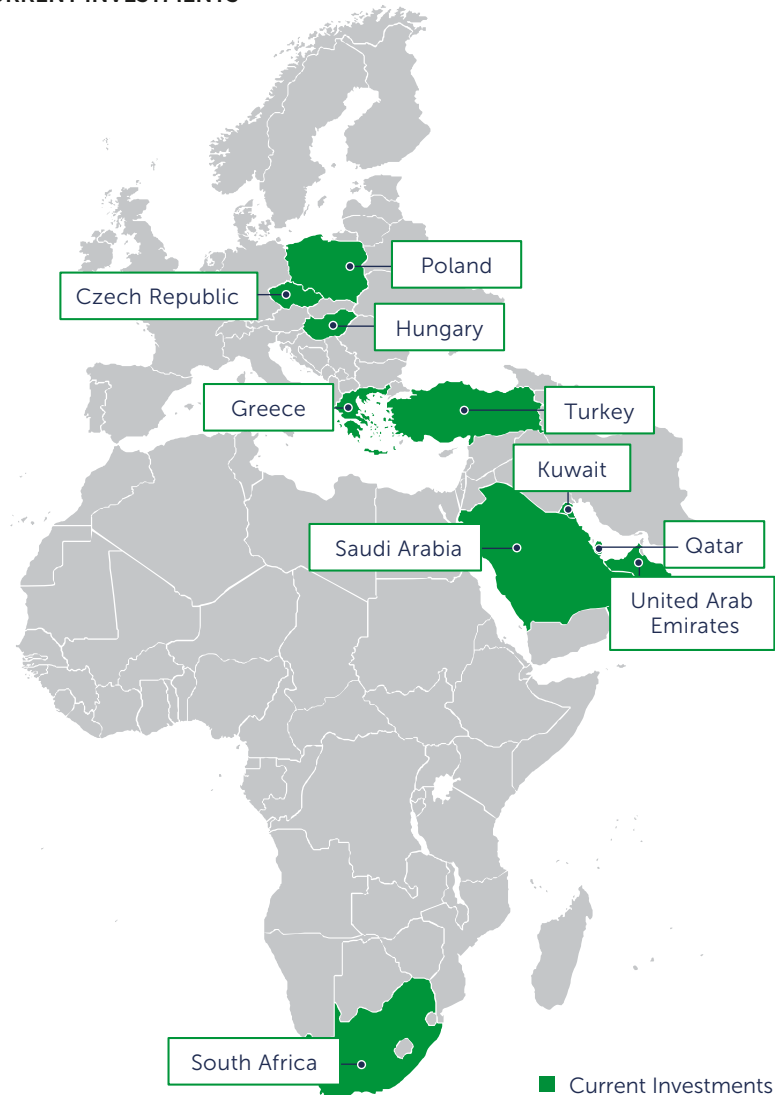 Poland
Czech Republic
Hungary
Greece
Turkey
Kuwait
Saudi Arabia
Qatar
United Arab
Emirates
South Africa
Current Investments